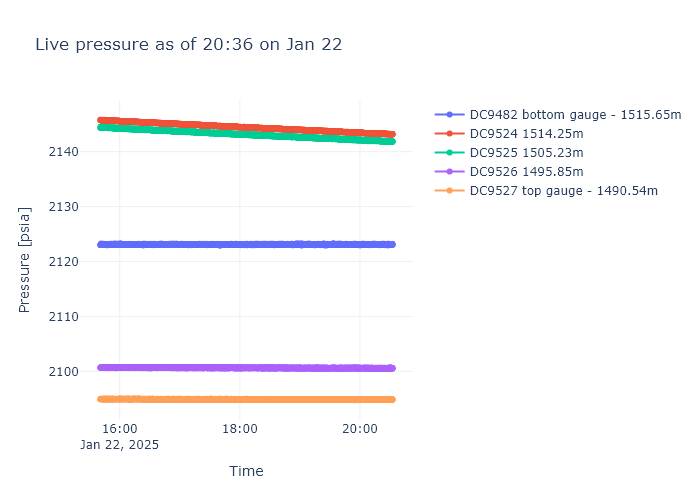 Live pressure as of 20:36 on Jan 22
DC9482 bottom gauge - 1515.65m
DC9524 1514.25m
DC9525 1505.23m
DC9526 1495.85m
DC9527 top gauge - 1490.54m
Pressure [psia]
2140
2130
2120
2110
2100
16:00
18:00
20:00
Jan 22, 2025
Time